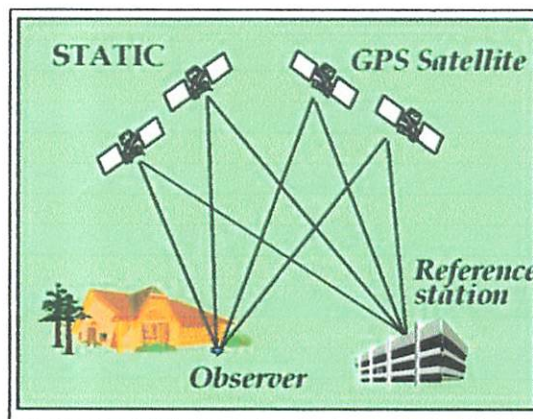 STATIC
GPS Satellite
Reference
station
Observer